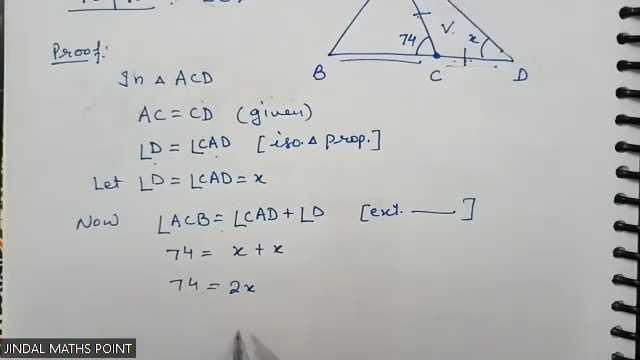 74 V. x
B C D
Proof:
In △ ACD
AC = CD (given)
∠D = ∠CAD [iso. △ prop.]
Let ∠D = ∠CAD = x
Now ∠ACB = ∠CAD + ∠D [ext. ——]
74 = x + x
74 = 2x
JINDAL MATHS POINT